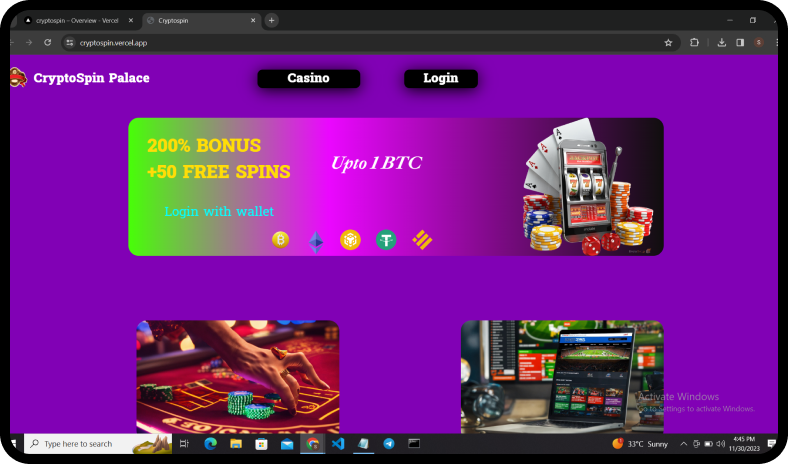 cryptospin – Overview – Vercel
Cryptospin
cryptospin.vercel.app
CryptoSpin Palace
Casino
Login
200% BONUS
+50 FREE SPINS
Upto 1 BTC
Login with wallet
Activate Windows
Go to Settings to activate Windows.
Type here to search
33°C Sunny
4:45 PM
11/30/2023